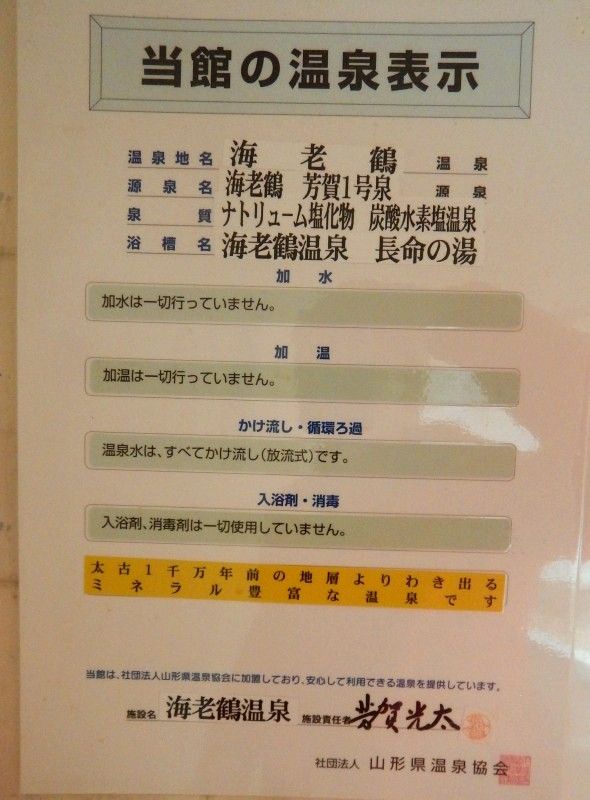 当館の温泉表示
温泉地名 海老鶴 温泉
源泉名 海老鶴 芳賀1号泉 源泉
泉質 ナトリューム塩化物 炭酸水素塩温泉
浴槽名 海老鶴温泉 長命の湯
加水
加水は一切行っていません。
加温
加温は一切行っていません。
かけ流し・循環ろ過
温泉水は、すべてかけ流し(放流式)です。
入浴剤・消毒
入浴剤、消毒剤は一切使用していません。
太古1千万年前の地層よりわき出る
ミネラル豊富な温泉です
当館は、社団法人山形県温泉協会に加盟しており、安心して利用できる温泉を提供しています。
施設名 海老鶴温泉 施設責任者 芳賀光太
社団法人 山形県温泉協会